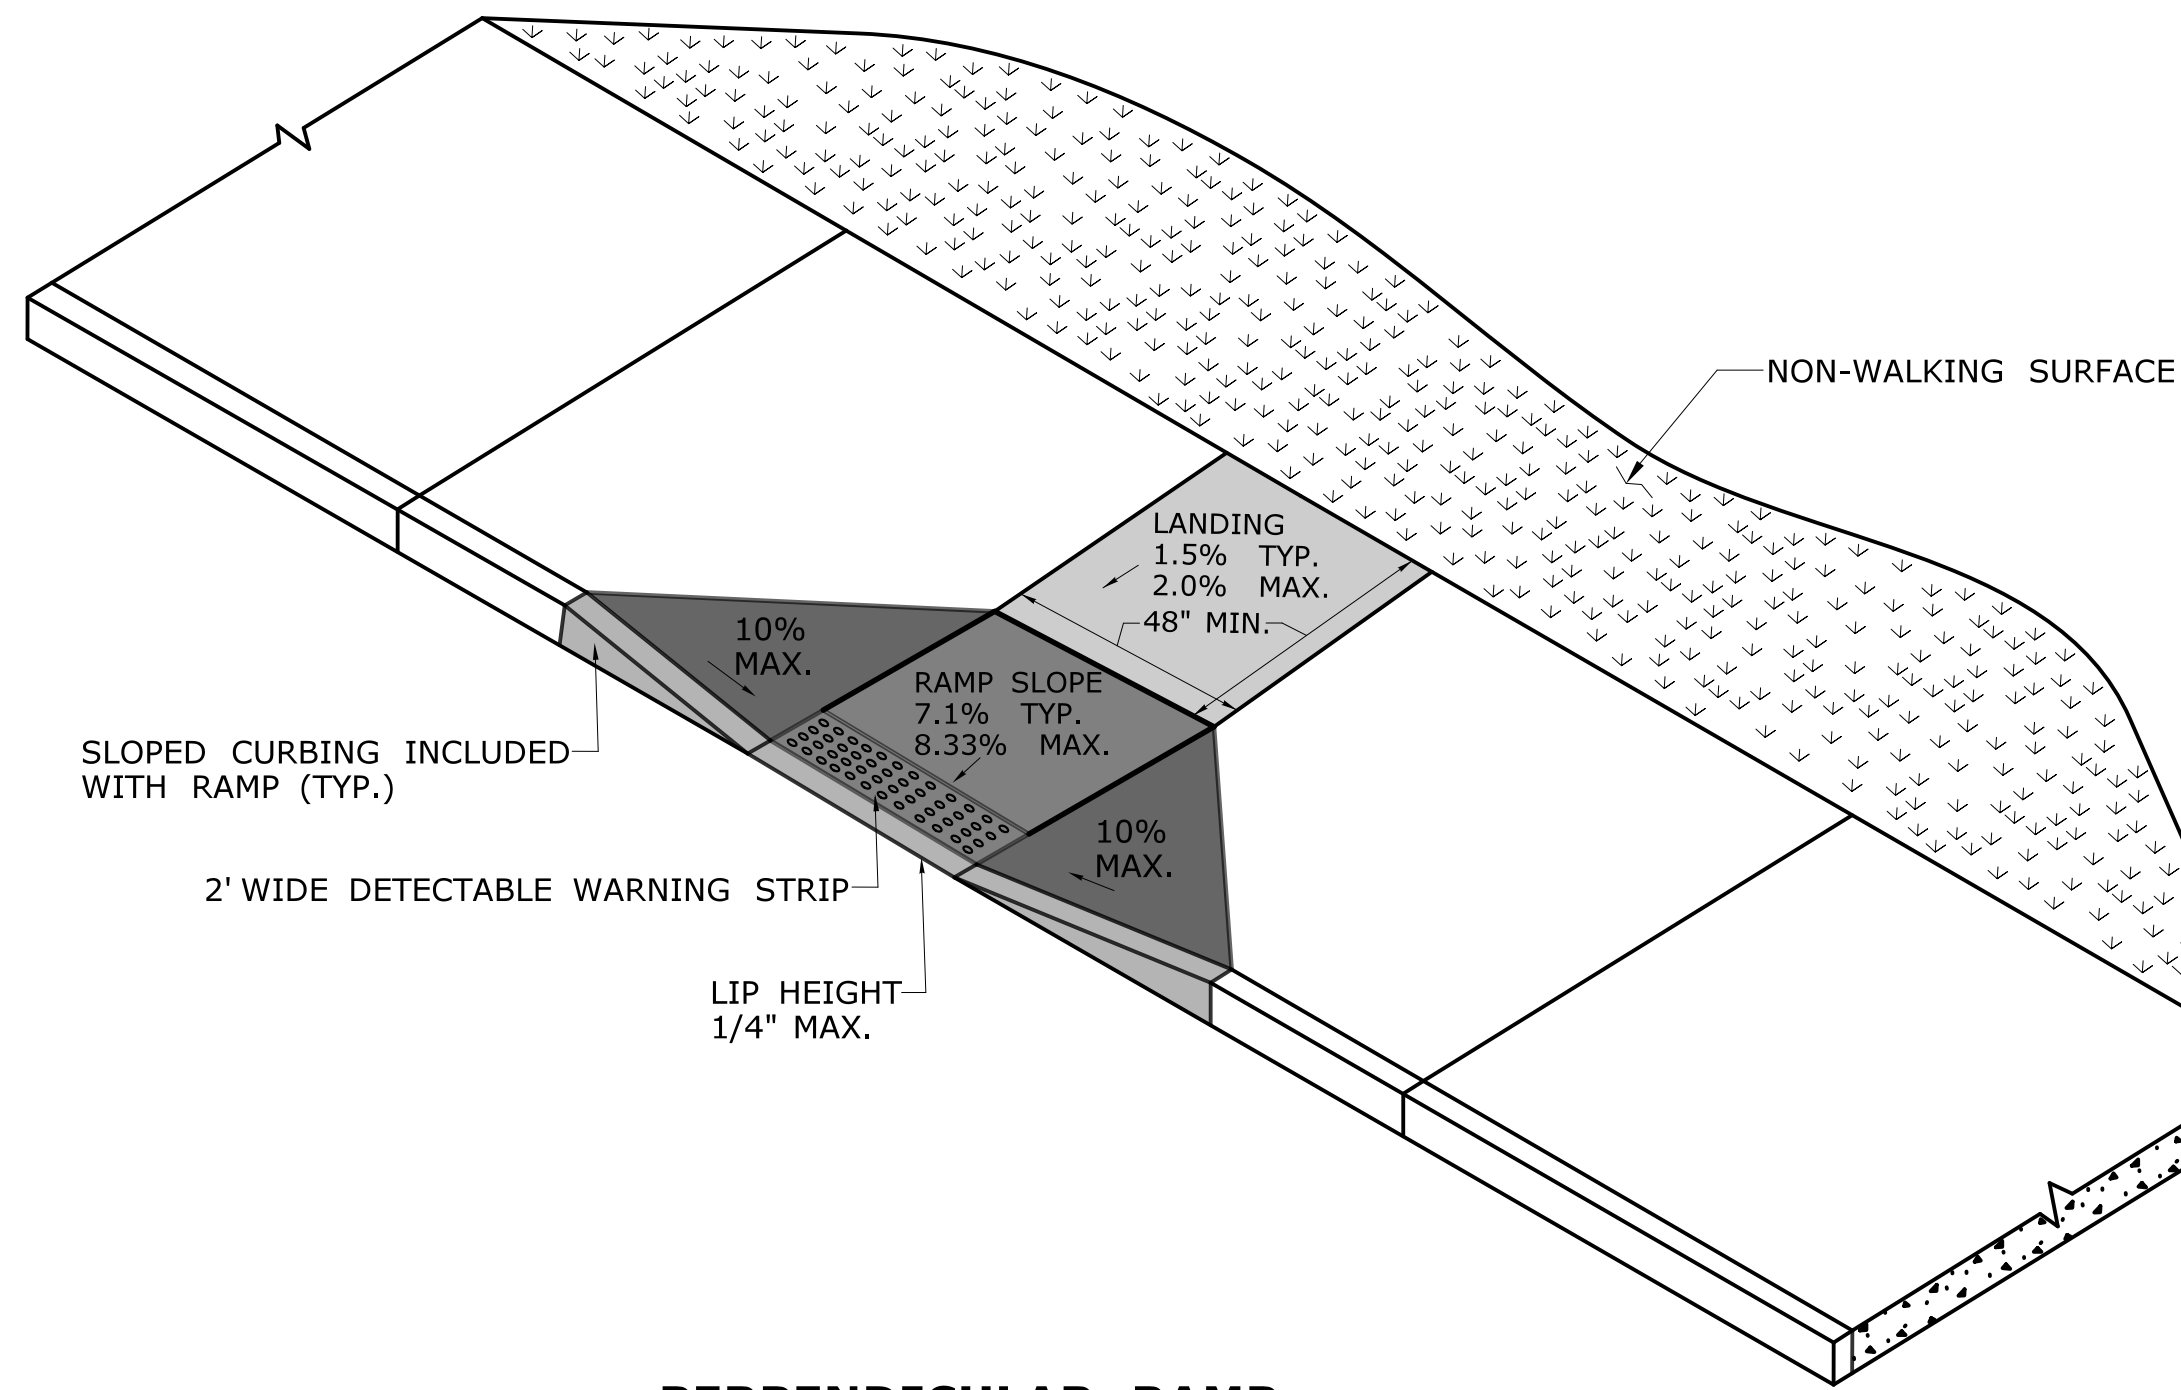 NON-WALKING SURFACE
LANDING
1.5% TYP.
2.0% MAX.
48" MIN.
10%
MAX.
RAMP SLOPE
7.1% TYP.
8.33% MAX.
SLOPED CURBING INCLUDED
WITH RAMP (TYP.)
10%
MAX.
2' WIDE DETECTABLE WARNING STRIP
LIP HEIGHT
1/4" MAX.
PERPENDICULAR RAMP